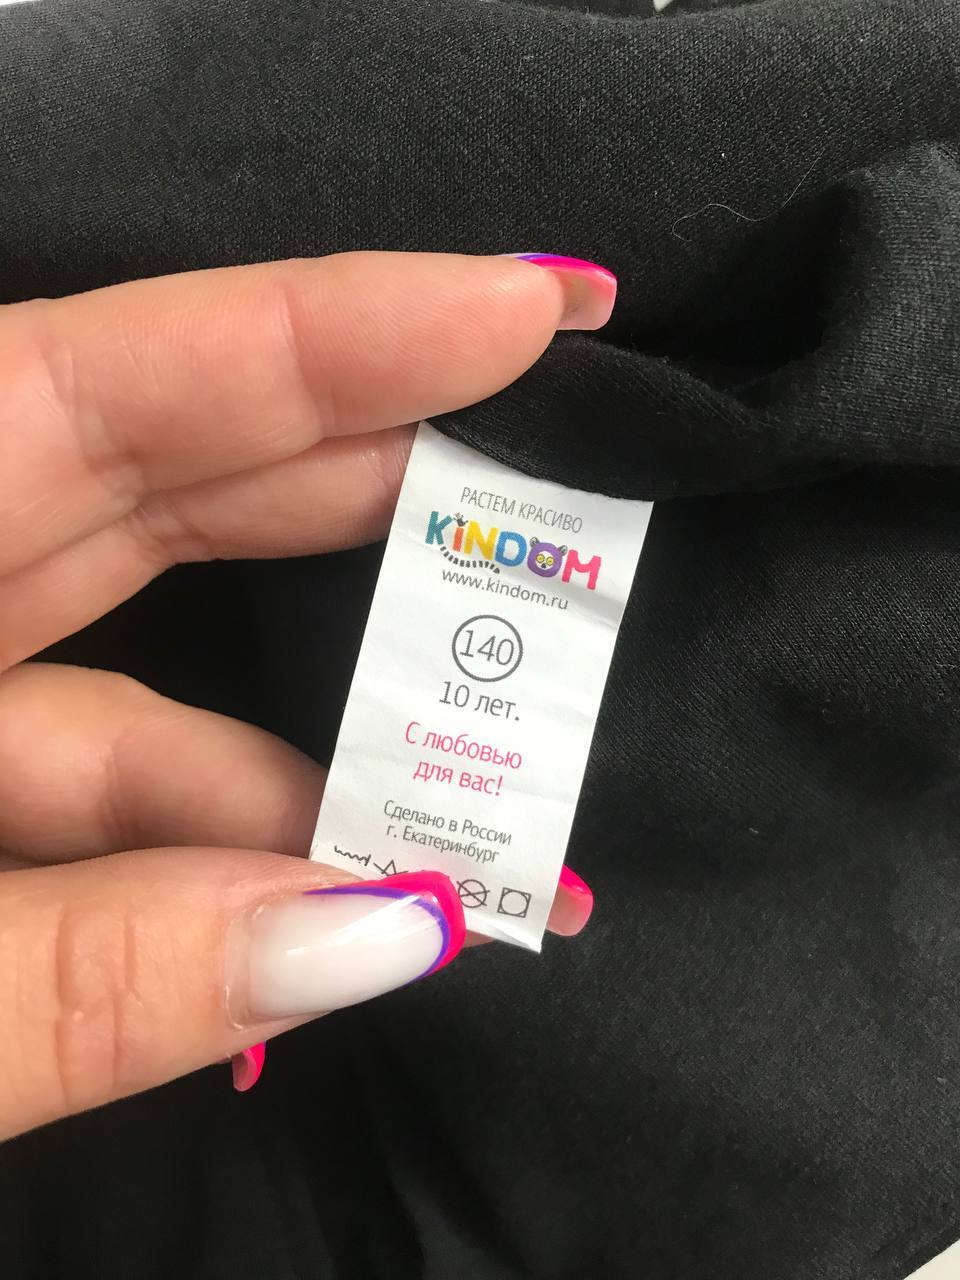 РАСТЕМ КРАСИВО
KiNDOM
www.kindom.ru
140
10 лет.
С любовью
для вас!
Сделано в России
г. Екатеринбург